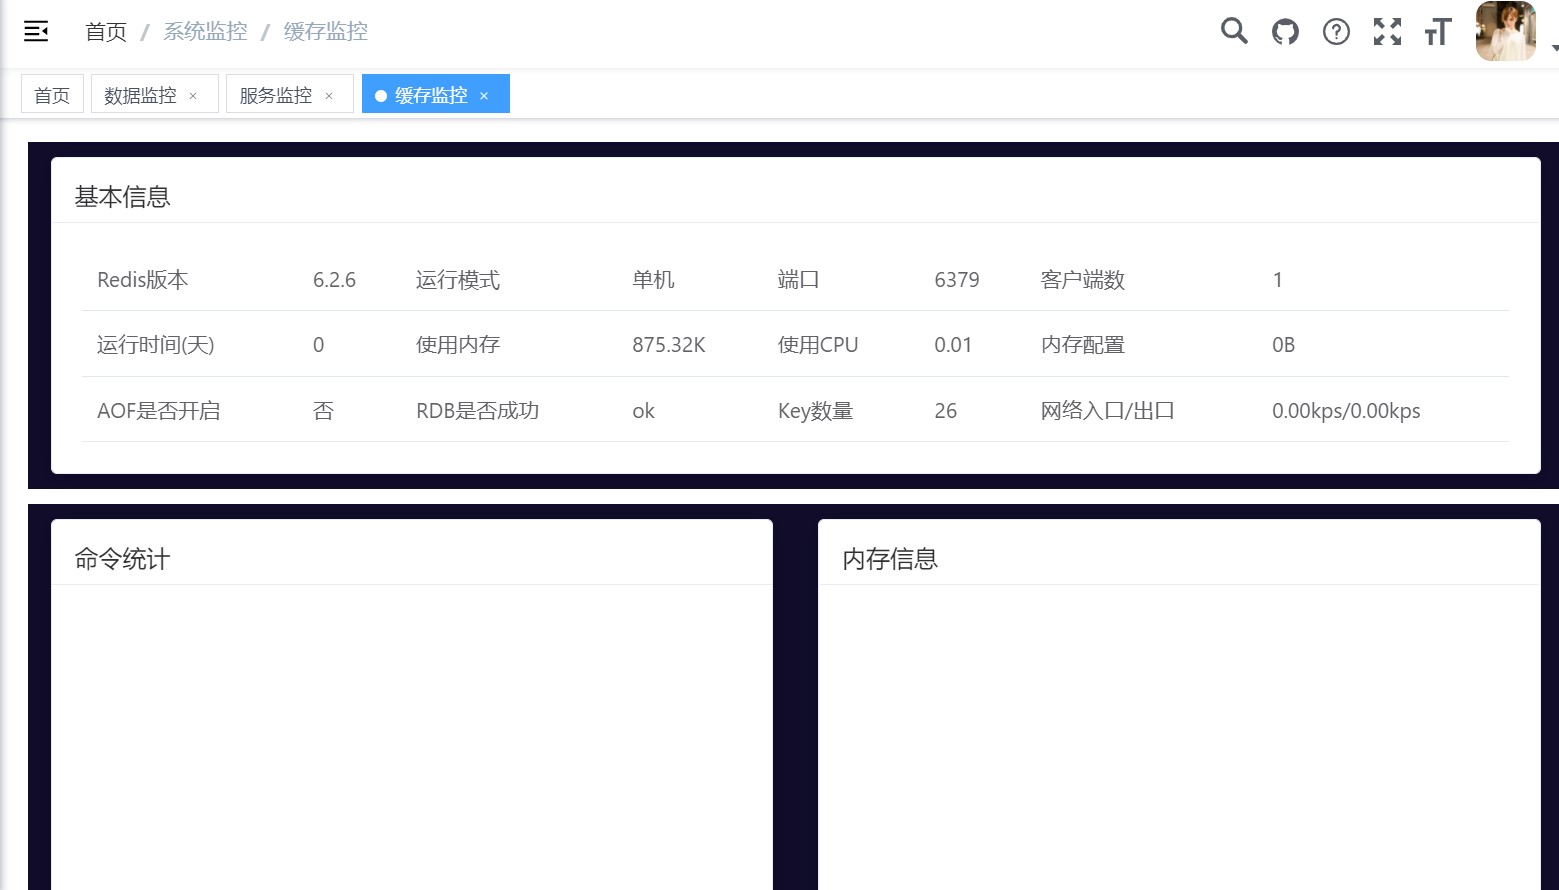 首页 / 系统监控 / 缓存监控
首页 数据监控 × 服务监控 × 缓存监控 ×
基本信息
Redis版本 6.2.6 运行模式 单机 端口 6379 客户端数 1
运行时间(天) 0 使用内存 875.32K 使用CPU 0.01 内存配置 0B
AOF是否开启 否 RDB是否成功 ok Key数量 26 网络入口/出口 0.00kps/0.00kps
命令统计 内存信息